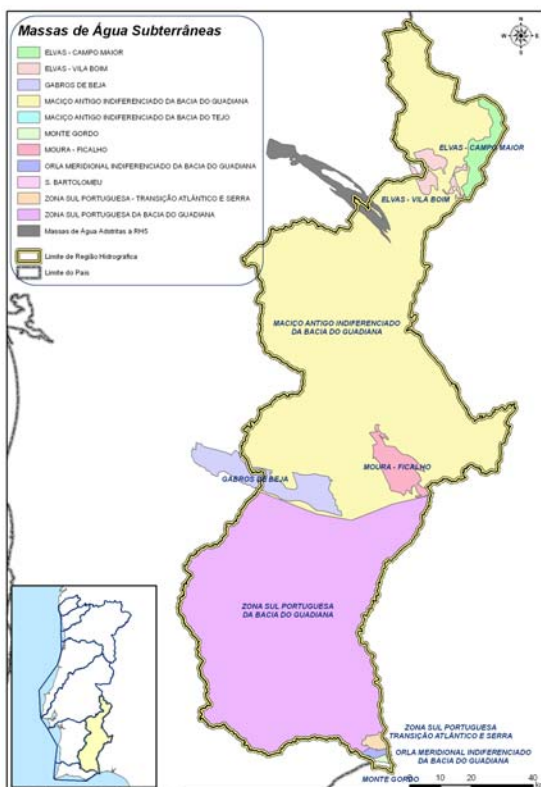 Massas de Água Subterrâneas
ELVAS - CAMPO MAIOR
ELVAS - VILA BOIM
GABROS DE BEJA
MACIÇO ANTIGO INDIFERENCIADO DA BACIA DO GUADIANA
MACIÇO ANTIGO INDIFERENCIADO DA BACIA DO TEJO
MONTE GORDO
MOURA - FICALHO
ORLA MERIDIONAL INDIFERENCIADO DA BACIA DO GUADIANA
S. BARTOLOMEU
ZONA SUL PORTUGUESA - TRANSIÇÃO ATLÂNTICO E SERRA
ZONA SUL PORTUGUESA DA BACIA DO GUADIANA
Massas de Água Adstritas à RH5
Limite de Região Hidrográfica
Limite do País
N
W
E
S
ELVAS - CAMPO MAIOR
ELVAS - VILA BOIM
MACIÇO ANTIGO INDIFERENCIADO
DA BACIA DO GUADIANA
MOURA - FICALHO
GABROS DE BEJA
ZONA SUL PORTUGUESA
DA BACIA DO GUADIANA
ZONA SUL PORTUGUESA
TRANSIÇÃO ATLÂNTICO E SERRA
ORLA MERIDIONAL INDIFERENCIADO
DA BACIA DO GUADIANA
MONTE GORDO
0 10 20 30 40